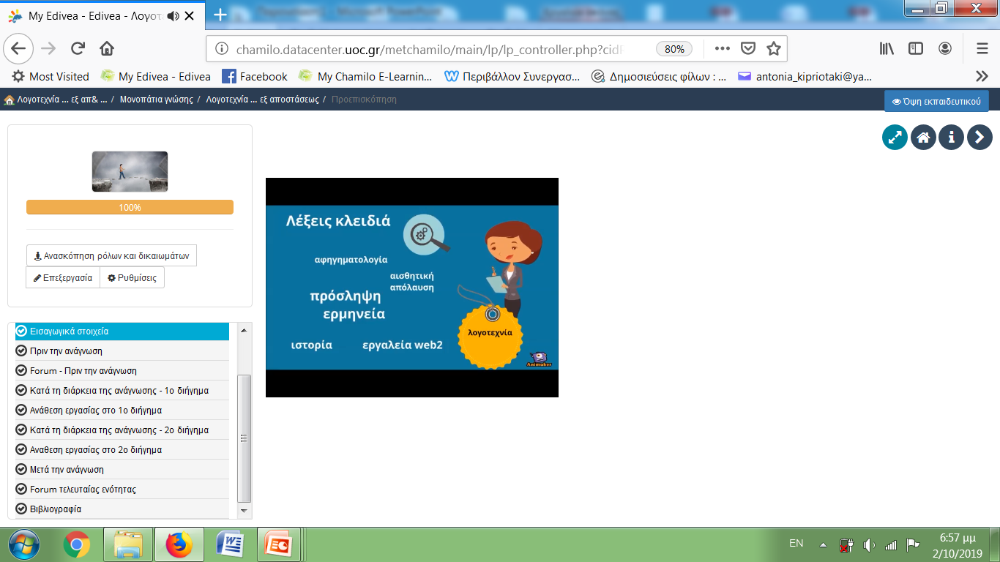 My Edivea - Edivea - Λογοτ
chamilo.datacenter.uoc.gr/metchamilo/main/lp/lp_controller.php?cid
80%
Most Visited
My Edivea - Edivea
Facebook
My Chamilo E-Learnin...
Περιβάλλον Συνεργασ...
Δημοσιεύσεις φίλων : ...
antonia_kipriotaki@ya...
Λογοτεχνία ... εξ απ& ... / Μονοπάτια γνώσης / Λογοτεχνία ... εξ αποστάσεως / Προεπισκόπηση
Όψη εκπαιδευτικού
100%
Ανασκόπηση ρόλων και δικαιωμάτων
Επεξεργασία
Ρυθμίσεις
Εισαγωγικά στοιχεία
Πριν την ανάγνωση
Forum - Πριν την ανάγνωση
Κατά τη διάρκεια της ανάγνωσης - 1ο διήγημα
Ανάθεση εργασίας στο 1ο διήγημα
Κατά τη διάρκεια της ανάγνωσης - 2ο διήγημα
Αναθεση εργασίας στο 2ο διήγημα
Μετά την ανάγνωση
Forum τελευταίας ενότητας
Βιβλιογραφία
Λέξεις κλειδιά
αφηγηματολογία
αισθητική
απόλαυση
πρόσληψη
ερμηνεία
ιστορία
εργαλεία web2
λογοτεχνία
Animaker
EN
6:57 μμ
2/10/2019